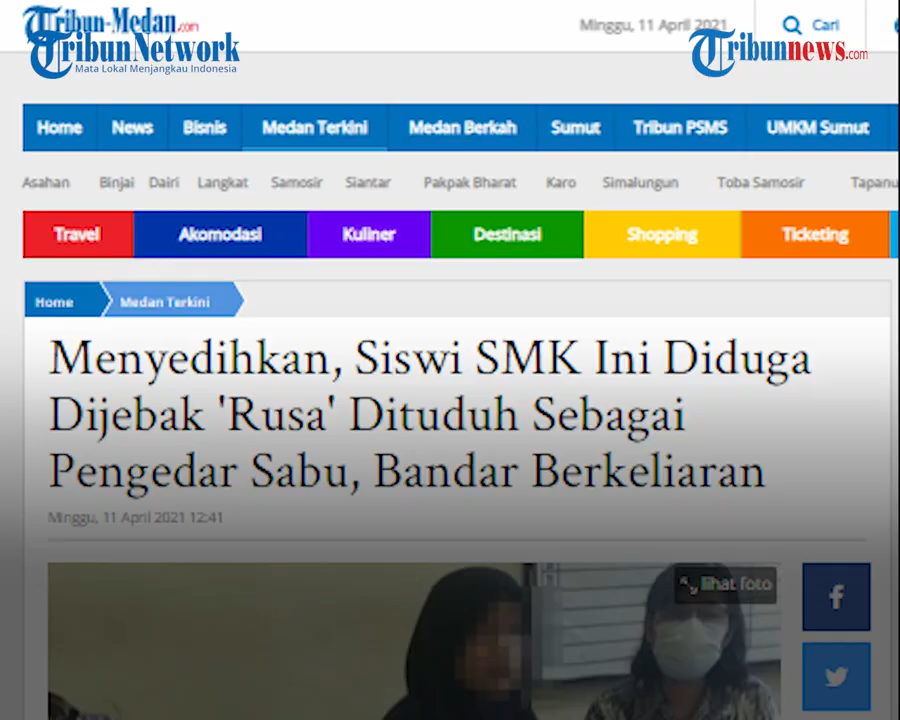 Tribun-Medan.com
Minggu, 11 April 2021
Cari
Tribun Network
Mata Lokal Menjangkau Indonesia
Tribunnews.com
Home News Bisnis Medan Terkini Medan Berkah Sumut Tribun PSMS UMKM Sumut
Asahan Binjai Dairi Langkat Samosir Siantar Pakpak Bharat Karo Simalungun Toba Samosir Tapanu
Travel Akomodasi Kuliner Destinasi Shopping Ticketing
Home Medan Terkini
Menyedihkan, Siswi SMK Ini Diduga
Dijebak 'Rusa' Dituduh Sebagai
Pengedar Sabu, Bandar Berkeliaran
Minggu, 11 April 2021 12:41
lihat foto